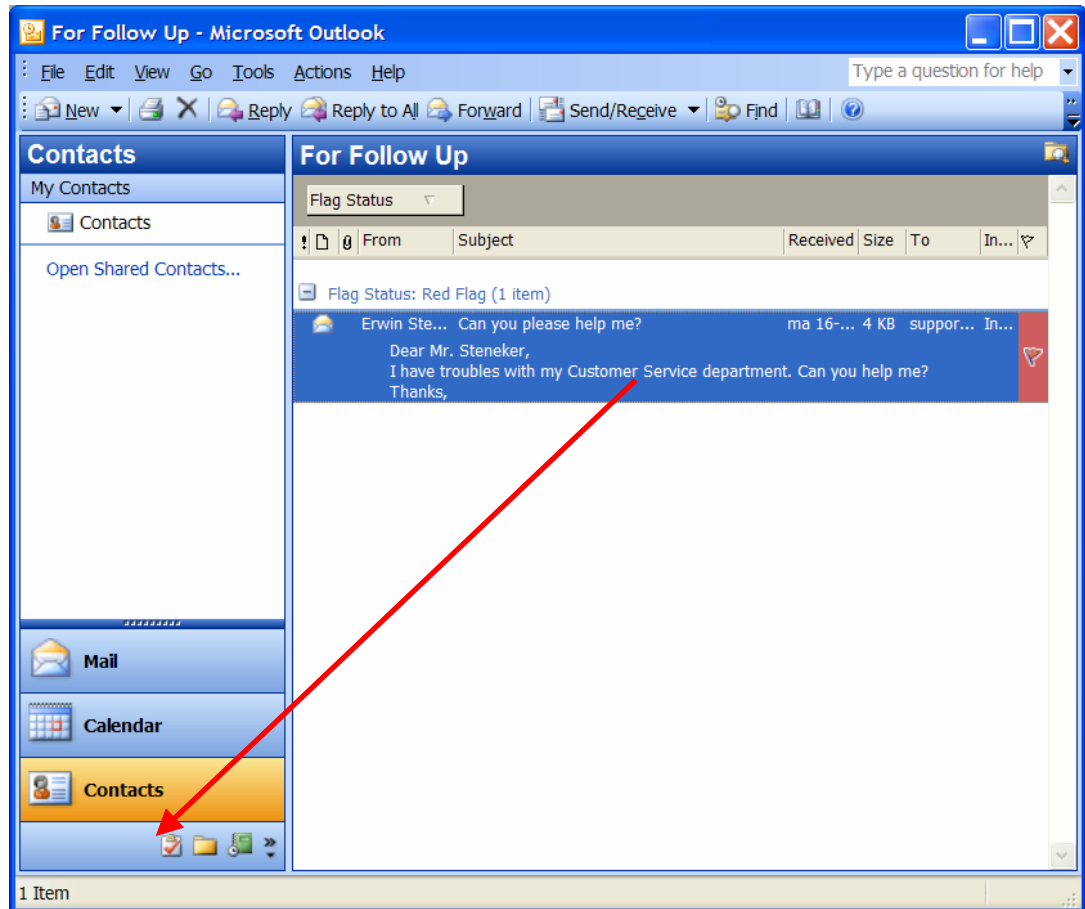 For Follow Up - Microsoft Outlook
File Edit View Go Tools Actions Help Type a question for help
New Reply Reply to All Forward Send/Receive Find
Contacts
My Contacts
Contacts
Open Shared Contacts...
For Follow Up
Flag Status
! From Subject Received Size To In...
Flag Status: Red Flag (1 item)
Erwin Ste... Can you please help me? ma 16-... 4 KB suppor... In...
Dear Mr. Steneker,
I have troubles with my Customer Service department. Can you help me?
Thanks,
Mail
Calendar
Contacts
1 Item